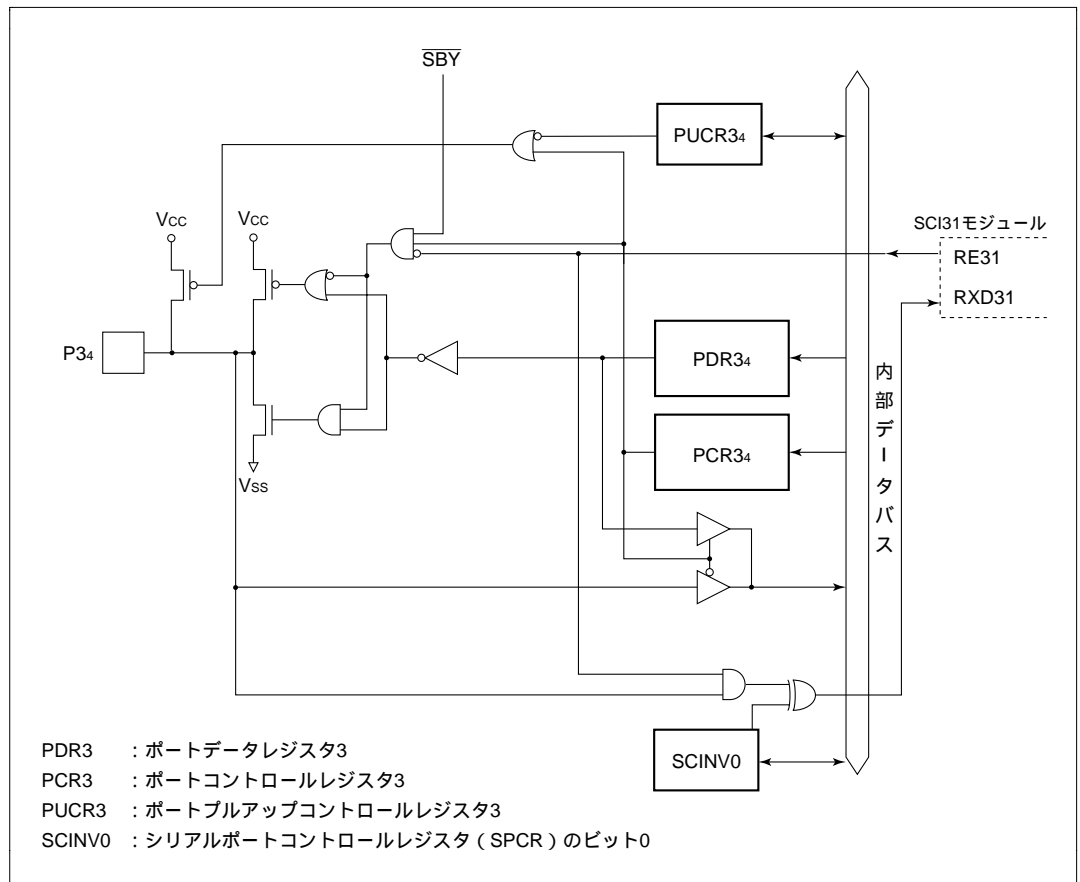 SBY
PUCR34
VCC
VCC
SCI31モジュール
RE31
RXD31
P34
PDR34
PCR34
VSS
内部データバス
SCINV0
PDR3 :ポートデータレジスタ3
PCR3 :ポートコントロールレジスタ3
PUCR3 :ポートプルアップコントロールレジスタ3
SCINV0 :シリアルポートコントロールレジスタ(SPCR)のビット0